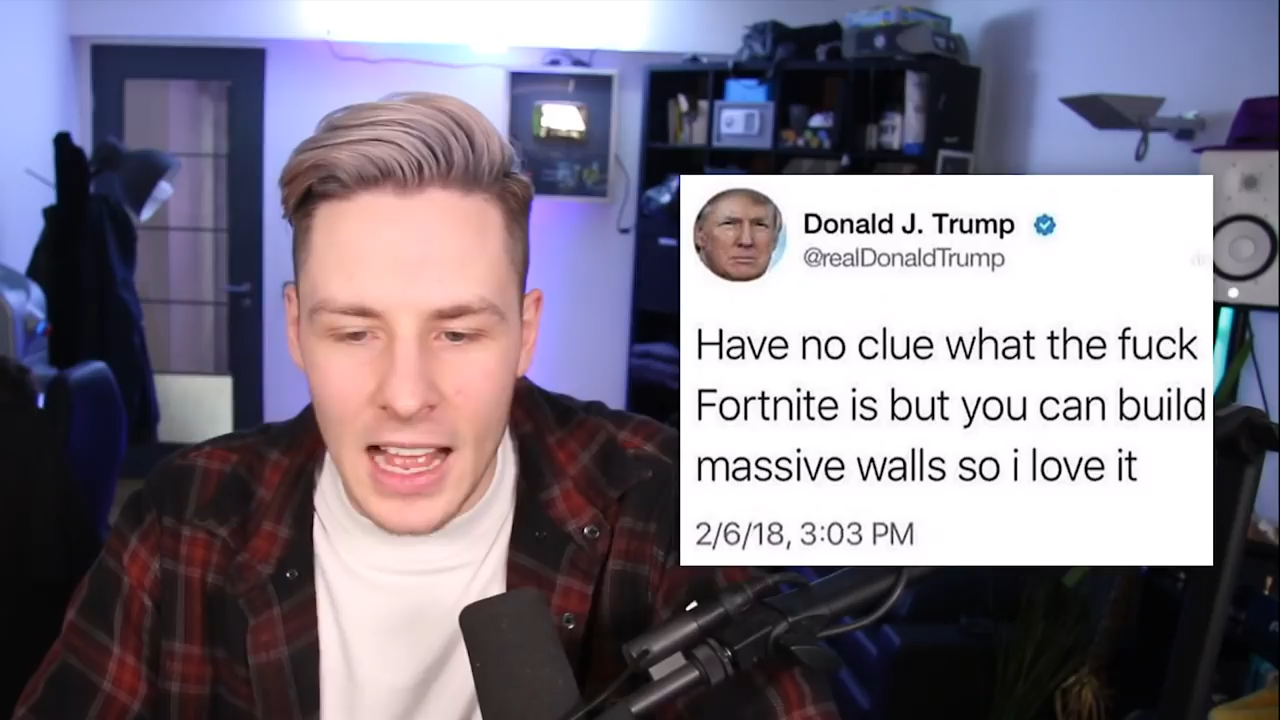 Donald J. Trump
@realDonaldTrump
Have no clue what the fuck
Fortnite is but you can build
massive walls so i love it
2/6/18, 3:03 PM